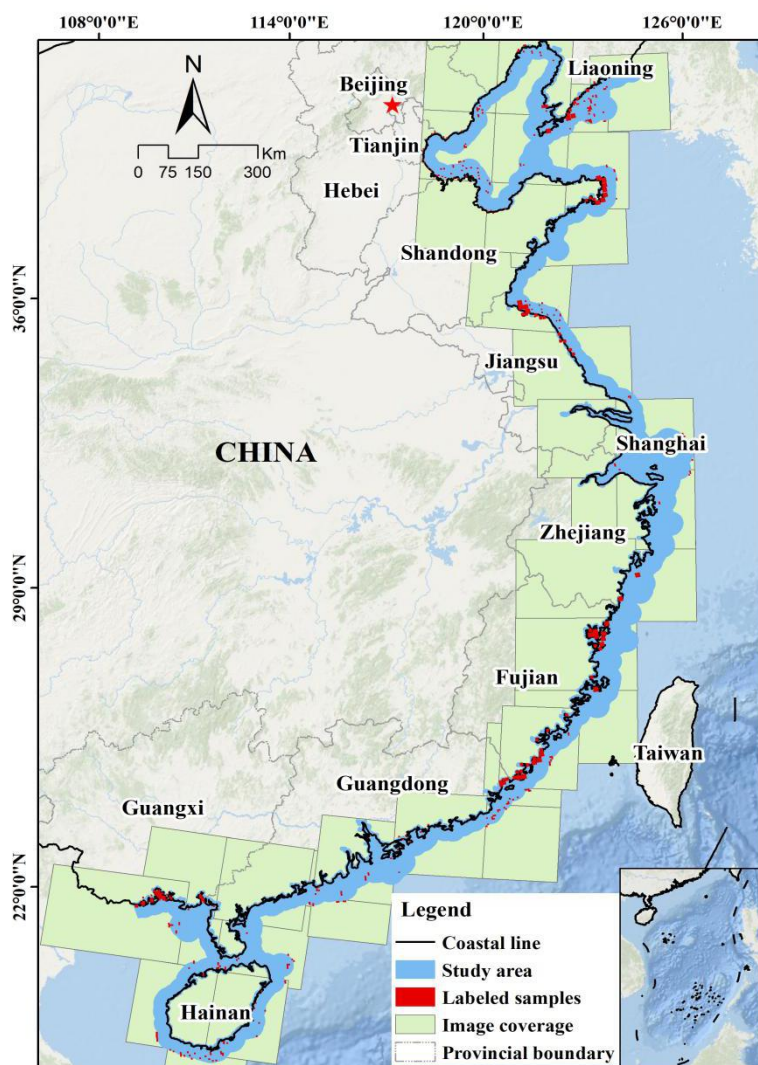 108°0'0"E
114°0'0"E
120°0'0"E
126°0'0"E
N
Km
0 75 150 300
Beijing
Liaoning
Tianjin
Hebei
Shandong
36°0'0"N
Jiangsu
CHINA
Shanghai
Zhejiang
29°0'0"N
Fujian
Taiwan
Guangdong
Guangxi
22°0'0"N
Hainan
Legend
Coastal line
Study area
Labeled samples
Image coverage
Provincial boundary